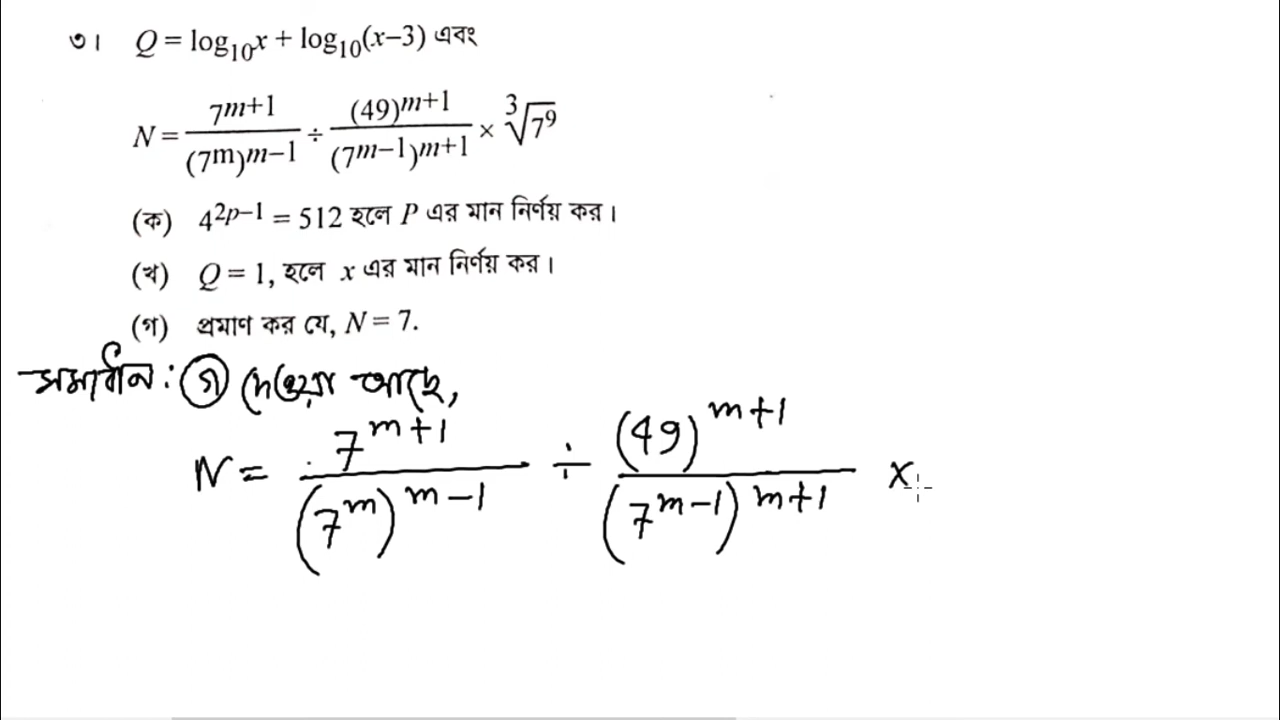 ৩। Q = log₁₀x + log₁₀(x–3) এবং
N = 7^{m+1}/(7^m)^{m–1} ÷ (49)^{m+1}/(7^{m–1})^{m+1} × ∛7⁹
(ক) 4^{2p–1} = 512 হলে P এর মান নির্ণয় কর।
(খ) Q = 1, হলে x এর মান নির্ণয় কর।
(গ) প্রমাণ কর যে, N = 7.
সমাধান: গ দেওয়া আছে,
N = 7^{m+1}/(7^m)^{m–1} ÷ (49)^{m+1}/(7^{m–1})^{m+1} ×